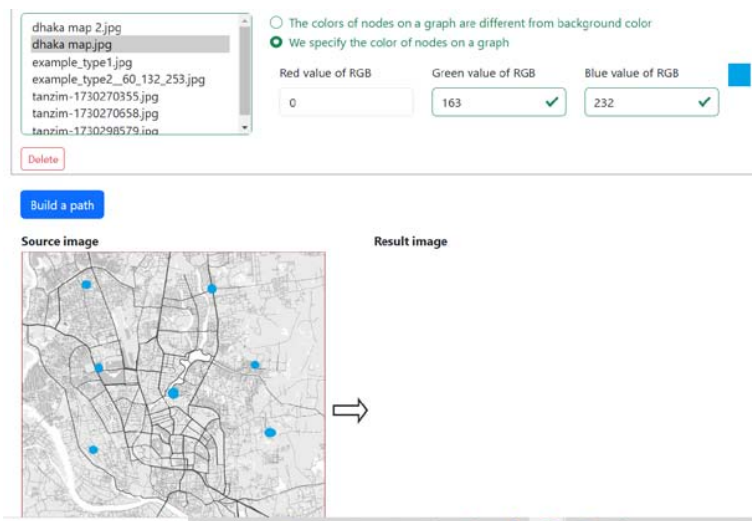 dhaka map 2.jpg
dhaka map.jpg
example_type1.jpg
example_type2__60_132_253.jpg
tanzim-1730270355.jpg
tanzim-1730270658.jpg
tanzim-1730298579.jpg
Delete
The colors of nodes on a graph are different from background color
We specify the color of nodes on a graph
Red value of RGB
Green value of RGB
Blue value of RGB
0
163
232
Build a path
Source image
Result image